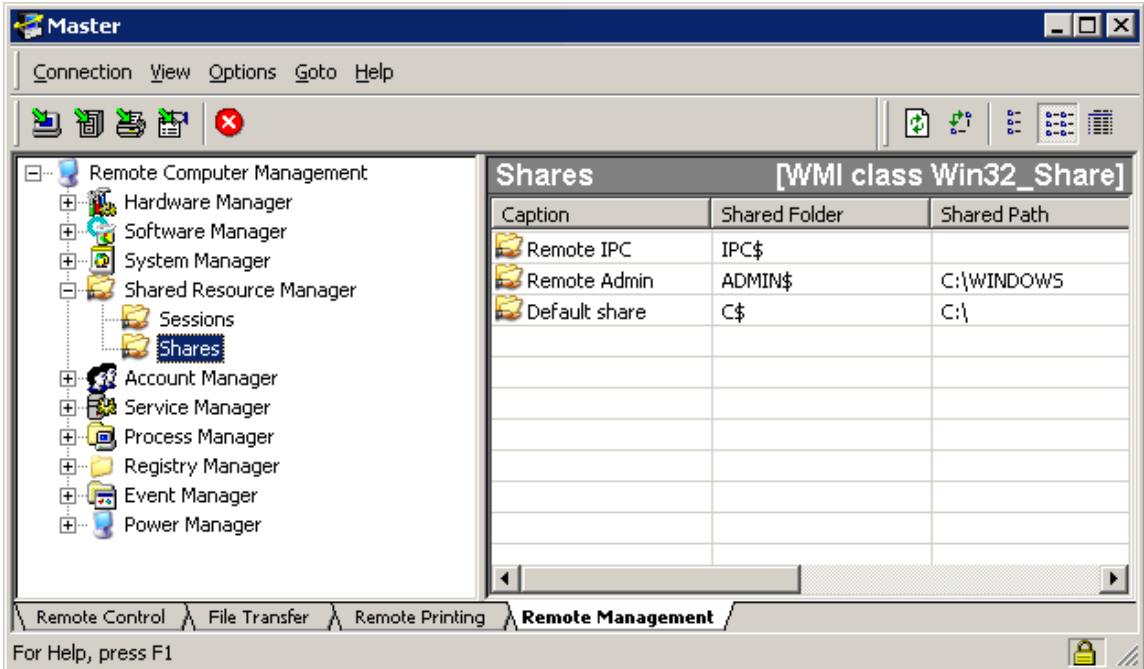 Master
Connection View Options Goto Help
Remote Computer Management
Hardware Manager
Software Manager
System Manager
Shared Resource Manager
Sessions
Shares
Account Manager
Service Manager
Process Manager
Registry Manager
Event Manager
Power Manager
Shares [WMI class Win32_Share]
Caption Shared Folder Shared Path
Remote IPC IPC$
Remote Admin ADMIN$ C:\WINDOWS
Default share C$ C:\
Remote Control File Transfer Remote Printing Remote Management
For Help, press F1